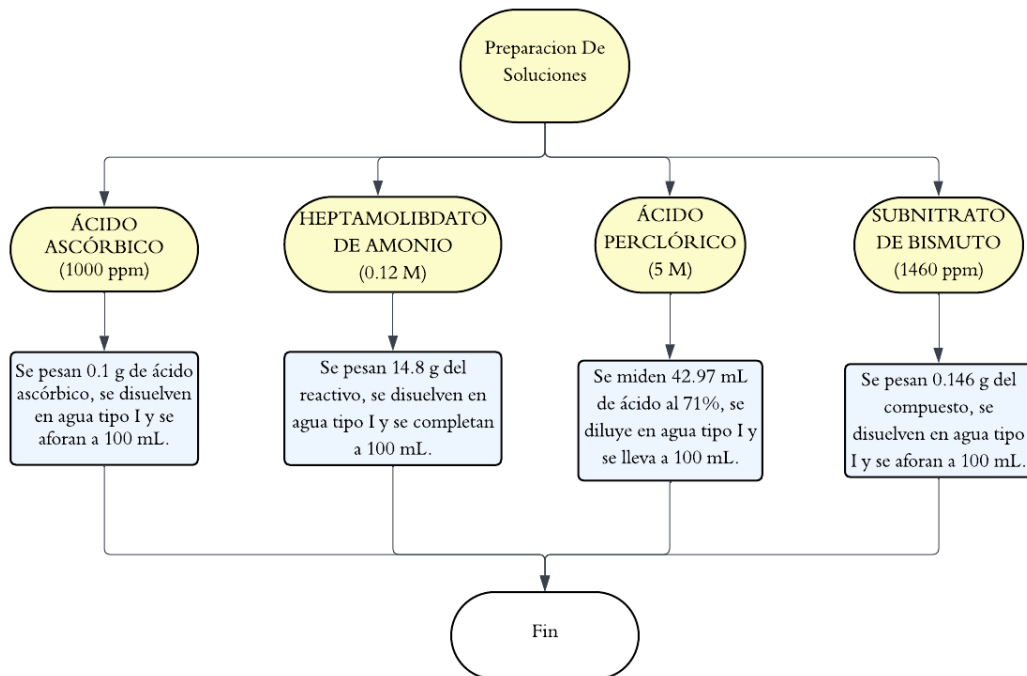 Preparacion De
Soluciones
ÁCIDO
ASCÓRBICO
(1000 ppm)
HEPTAMOLIBDATO
DE AMONIO
(0.12 M)
ÁCIDO
PERCLÓRICO
(5 M)
SUBNITRATO
DE BISMUTO
(1460 ppm)
Se pesan 0.1 g de ácido
ascórbico, se disuelven
en agua tipo I y se
aforan a 100 mL.
Se pesan 14.8 g del
reactivo, se disuelven en
agua tipo I y se completan
a 100 mL.
Se miden 42.97 mL
de ácido al 71%, se
diluye en agua tipo I y
se lleva a 100 mL.
Se pesan 0.146 g del
compuesto, se
disuelven en agua tipo
I y se aforan a 100 mL.
Fin